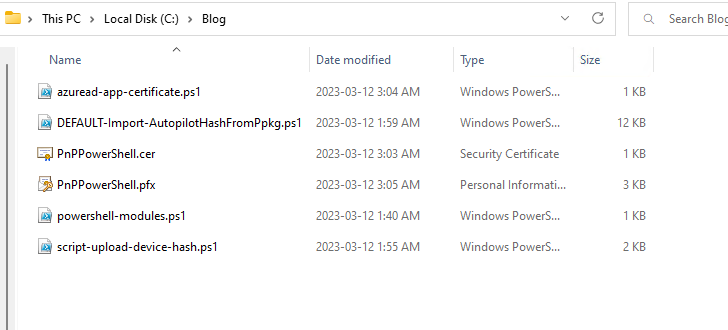 This PC > Local Disk (C:) > Blog
Search Blog
Name Date modified Type Size
azuread-app-certificate.ps1 2023-03-12 3:04 AM Windows PowerS... 1 KB
DEFAULT-Import-AutopilotHashFromPpkg.ps1 2023-03-12 1:59 AM Windows PowerS... 12 KB
PnPPowerShell.cer 2023-03-12 3:03 AM Security Certificate 1 KB
PnPPowerShell.pfx 2023-03-12 3:05 AM Personal Informati... 3 KB
powershell-modules.ps1 2023-03-12 1:40 AM Windows PowerS... 1 KB
script-upload-device-hash.ps1 2023-03-12 1:55 AM Windows PowerS... 2 KB